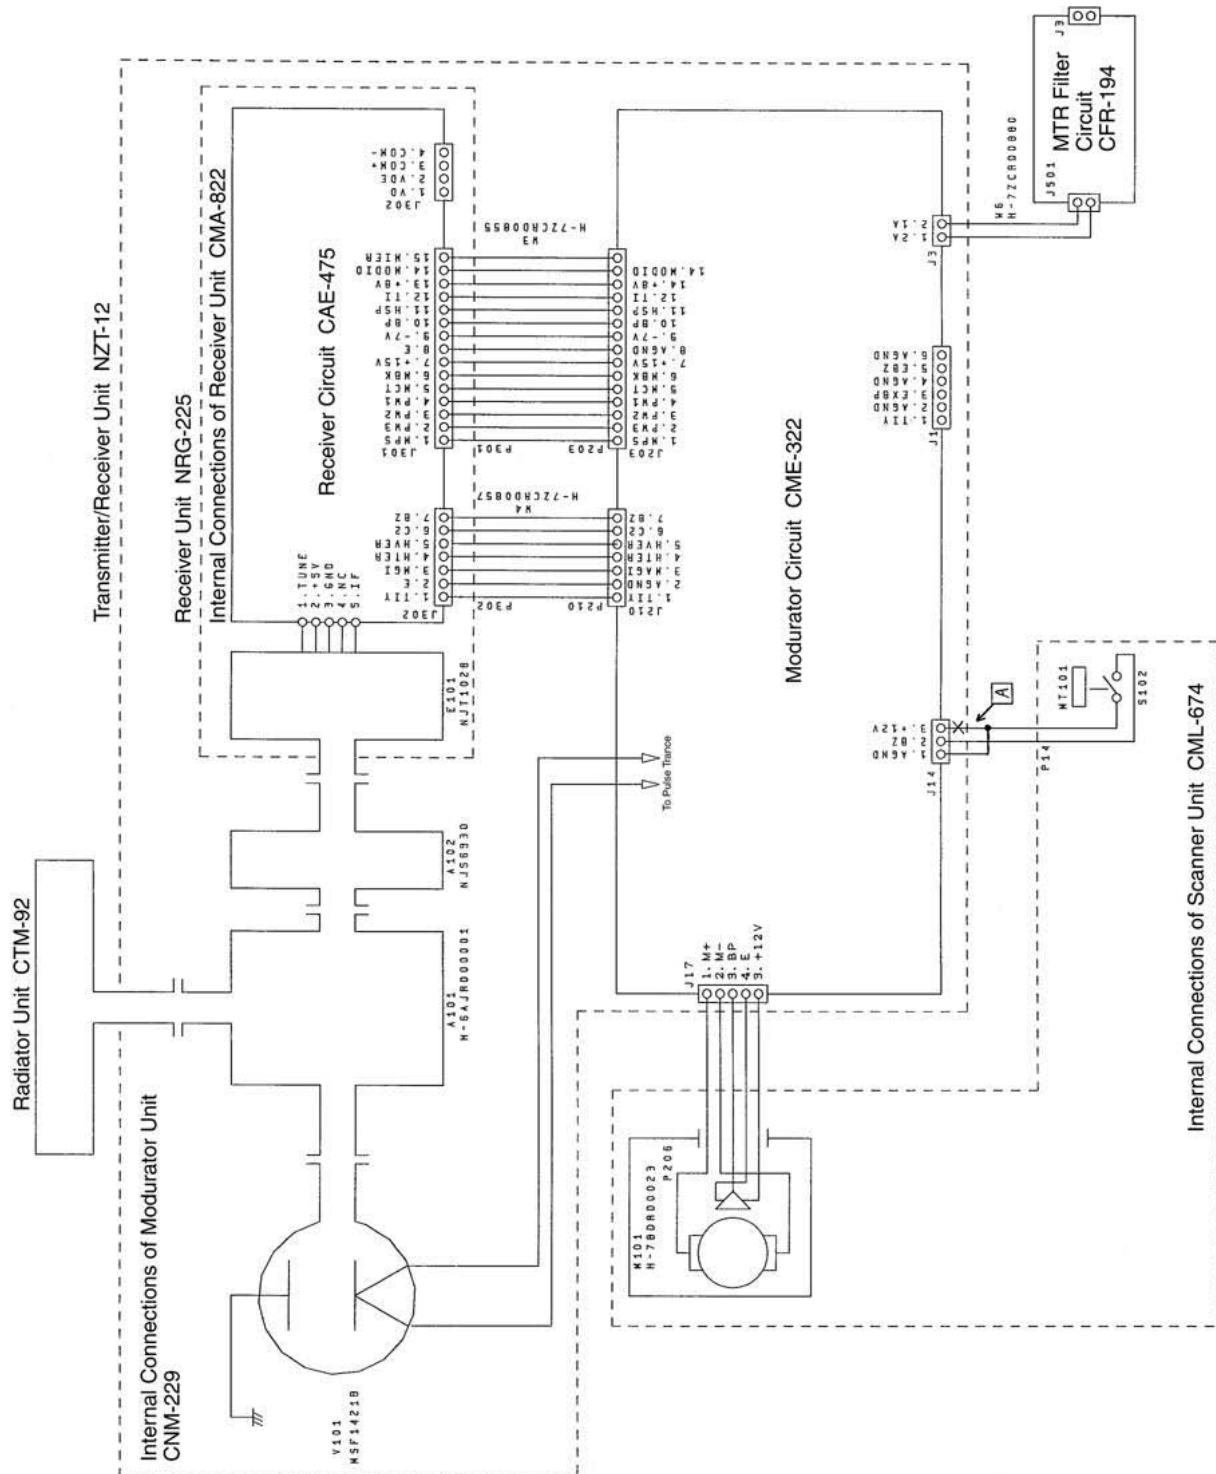 J3
MTR Filter
Circuit
CFR-194
J501
W6
H-7ZCRD0880
Transmitter/Receiver Unit NZT-12
Receiver Unit NRG-225
Internal Connections of Receiver Unit CMA-822
Receiver Circuit CAE-475
4.COM-
3.COM+
2.VDE
1.VD
J302
15.MIER
14.MODID
13.+8V
12.TI
11.HSP
10.BP
9.-7V
8.E
7.+15V
6.MBK
5.MCT
4.PW1
3.PW2
2.PW3
1.MPS
J301
P301
H-7ZCRD0855
W3
14.MODID
14.+8V
12.TI
11.HSP
10.BP
9.-7V
8.AGND
7.+15V
6.MBK
5.MCT
4.PW1
3.PW2
2.PW3
1.MPS
J203
P203
7.BZ
6.C2
5.HVER
4.HTER
3.MGI
2.E
1.TIY
J302
P302
H-7ZCRD0857
W4
7.BZ
6.C2
5.HVER
4.HTER
3.MAGI
2.AGND
1.TIY
J210
P210
1.TUNE
2.+5V
3.GND
4.NC
5.IF
E101
NJT1028
Modurator Circuit CME-322
2.1A
1.2A
J3
6.AGND
5.EBZ
4.AGND
3.EXBP
2.AGND
1.TIY
J1
3.+12V
2.BZ
1.AGND
J14
P14
A
MT101
S102
To Pulse Trance
A102
NJS6930
A101
H-6AJRD00001
Radiator Unit CTM-92
J17
1.M+
2.M-
3.BP
4.E
9.+12V
P206
M101
H-7BDRD0023
Internal Connections of Scanner Unit CML-674
Internal Connections of Modurator Unit
CNM-229
V101
MSF1421B